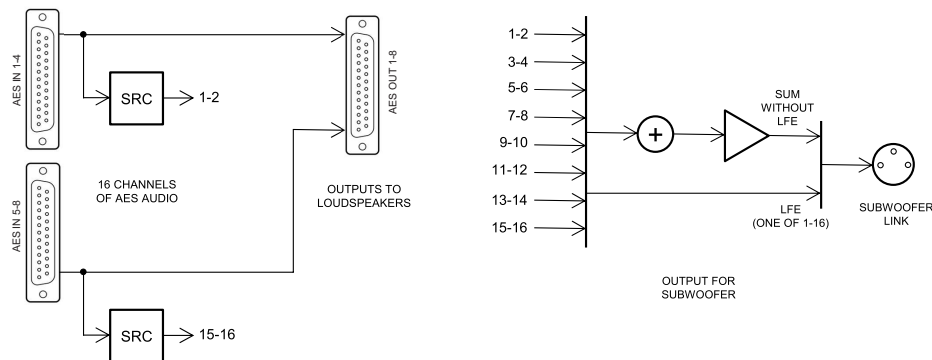 AES IN 1-4
SRC
1-2
AES OUT 1-8
16 CHANNELS
OF AES AUDIO
OUTPUTS TO
LOUDSPEAKERS
AES IN 5-8
SRC
15-16
1-2
3-4
5-6
7-8
9-10
11-12
13-14
15-16
+
SUM
WITHOUT
LFE
LFE
(ONE OF 1-16)
SUBWOOFER
LINK
OUTPUT FOR
SUBWOOFER